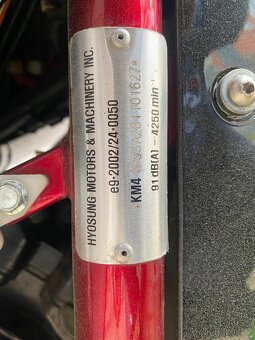 HYOSUNG MOTORS & MACHINERY INC.
e9·2002/24·0050
*KM4
91dB(A) – 4250 min⁻¹